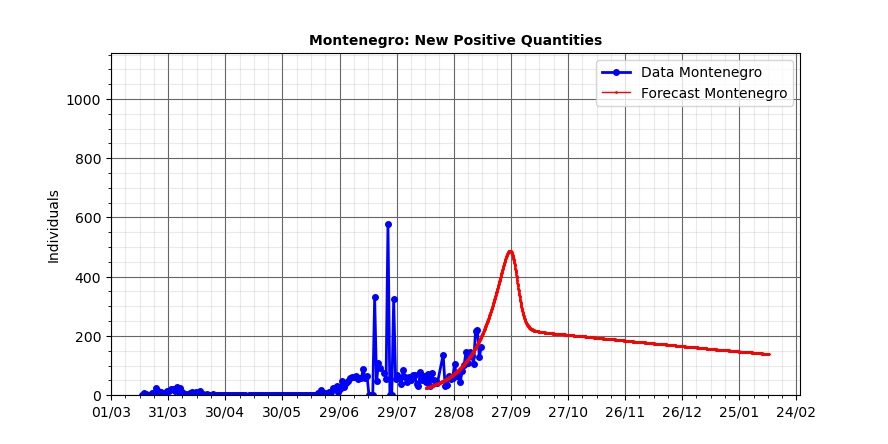 Montenegro: New Positive Quantities
Data Montenegro
Forecast Montenegro
Individuals
1000
800
600
400
200
0
01/03 31/03 30/04 30/05 29/06 29/07 28/08 27/09 27/10 26/11 26/12 25/01 24/02